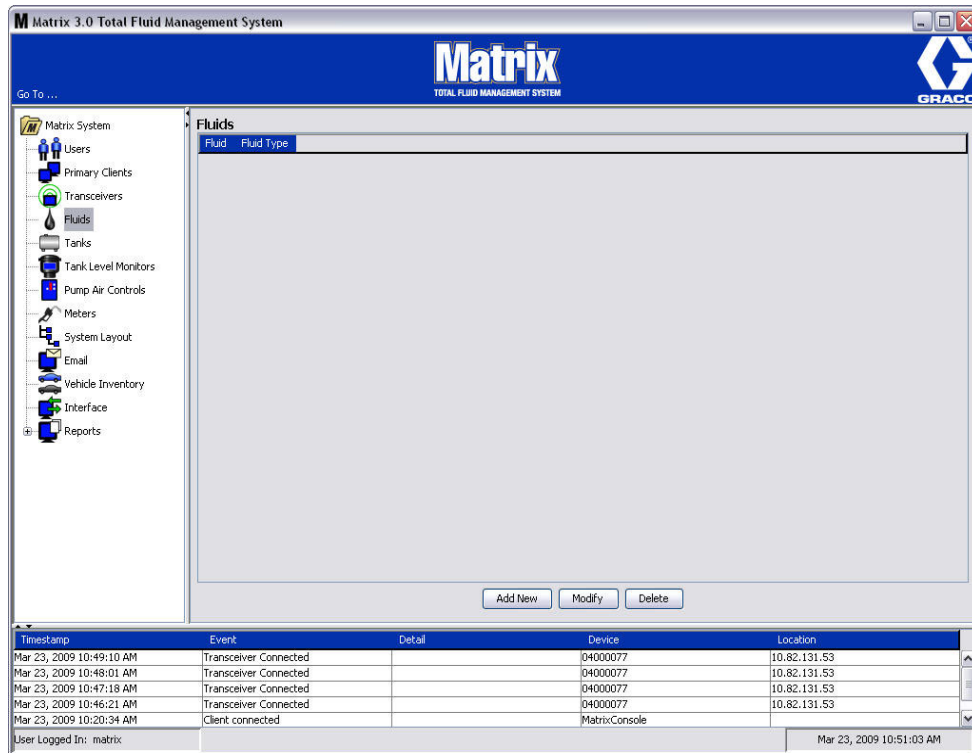 M Matrix 3.0 Total Fluid Management System
Matrix
TOTAL FLUID MANAGEMENT SYSTEM
GRACO
Go To ...
Matrix System
Users
Primary Clients
Transceivers
Fluids
Tanks
Tank Level Monitors
Pump Air Controls
Meters
System Layout
Email
Vehicle Inventory
Interface
Reports
Fluids
Fluid Fluid Type
Add New Modify Delete
Timestamp Event Detail Device Location
Mar 23, 2009 10:49:10 AM Transceiver Connected 04000077 10.82.131.53
Mar 23, 2009 10:48:01 AM Transceiver Connected 04000077 10.82.131.53
Mar 23, 2009 10:47:18 AM Transceiver Connected 04000077 10.82.131.53
Mar 23, 2009 10:46:21 AM Transceiver Connected 04000077 10.82.131.53
Mar 23, 2009 10:20:34 AM Client connected MatrixConsole
User Logged In: matrix Mar 23, 2009 10:51:03 AM